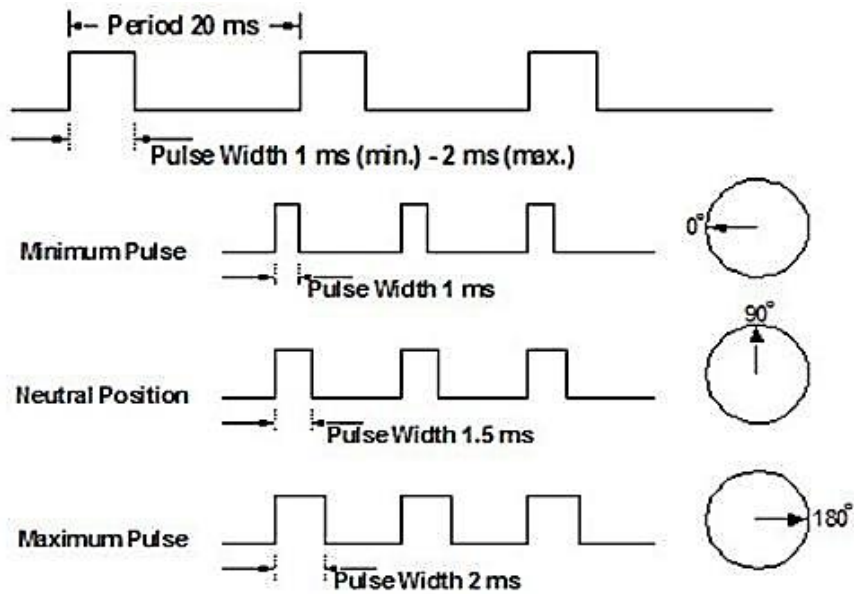 Period 20 ms
Pulse Width 1 ms (min.) - 2 ms (max.)
Minimum Pulse
Pulse Width 1 ms
0°
Neutral Position
Pulse Width 1.5 ms
90°
Maximum Pulse
Pulse Width 2 ms
180°